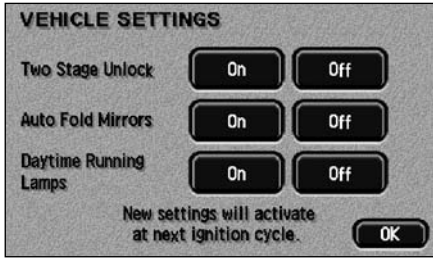 VEHICLE SETTINGS
Two Stage Unlock On Off
Auto Fold Mirrors On Off
Daytime Running
Lamps On Off
New settings will activate
at next ignition cycle. OK